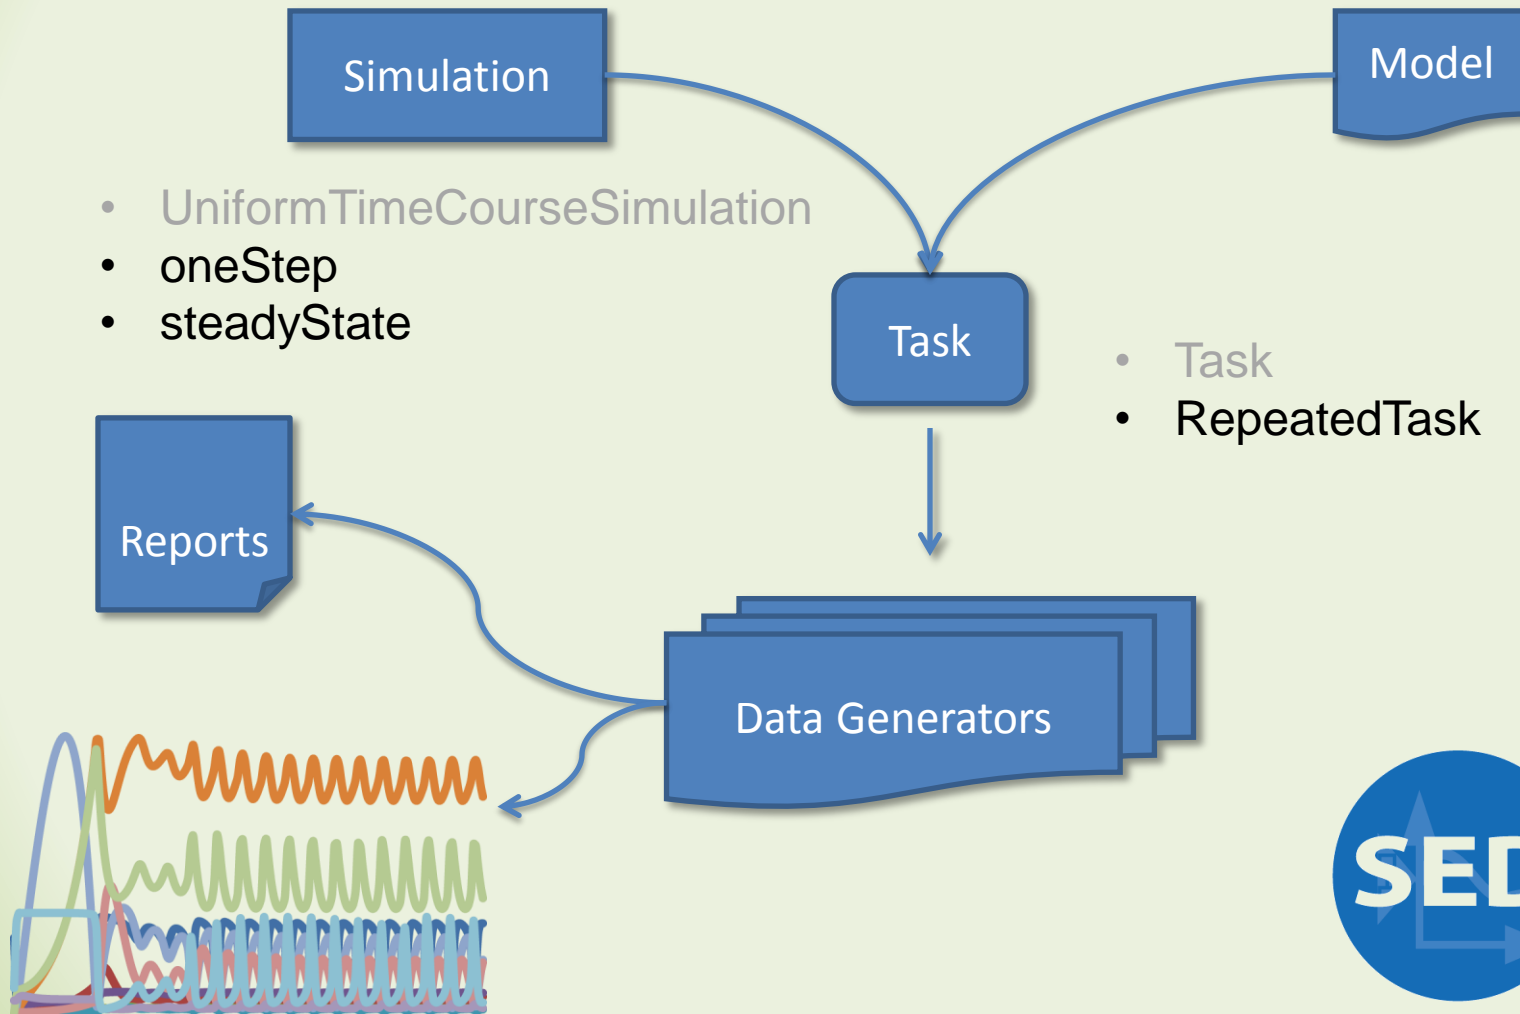 Simulation
Model
• UniformTimeCourseSimulation
• oneStep
• steadyState
Task
• Task
• RepeatedTask
Reports
Data Generators
SED